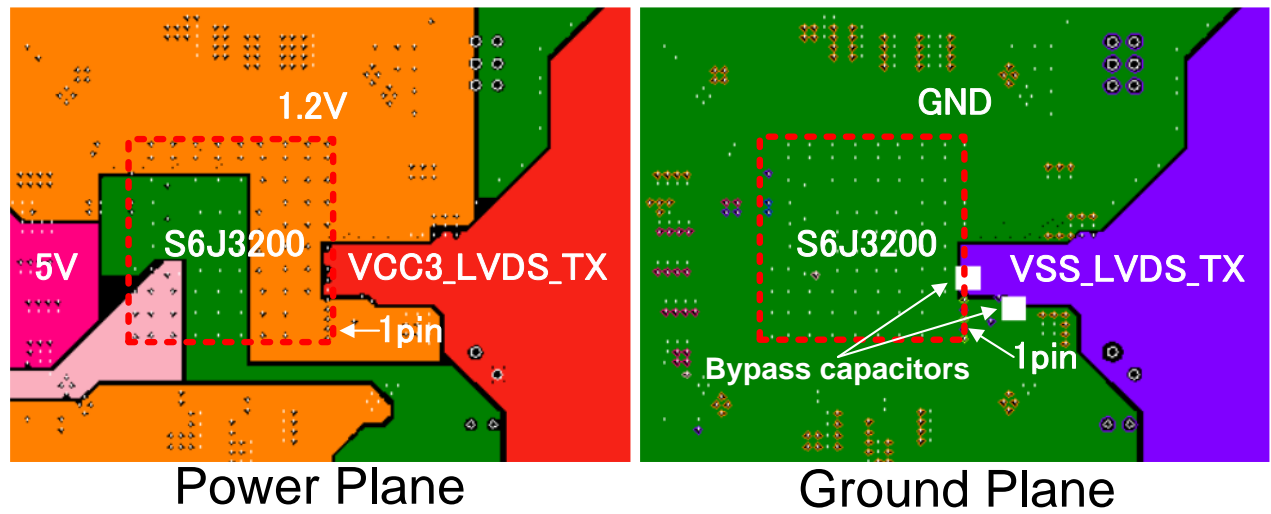 1.2V
S6J3200
5V
VCC3_LVDS_TX
1pin
Power Plane
GND
S6J3200
VSS_LVDS_TX
1pin
Bypass capacitors
Ground Plane